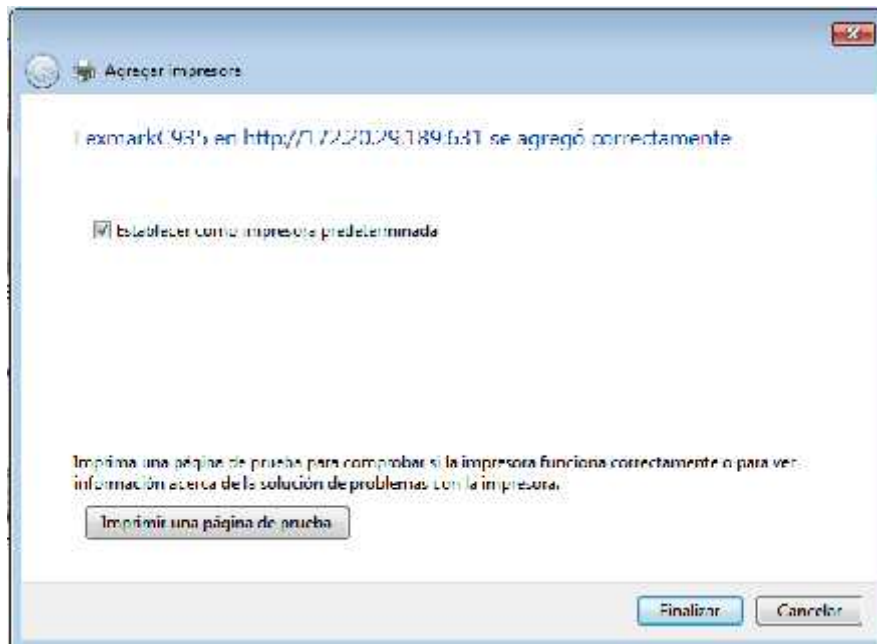 Agregar impresora
LexmarkC935 en http://172.20.29.189:631 se agregó correctamente
Establecer como impresora predeterminada
Imprima una página de prueba para comprobar si la impresora funciona correctamente o para ver
información acerca de la solución de problemas con la impresora.
Imprimir una página de prueba
Finalizar
Cancelar